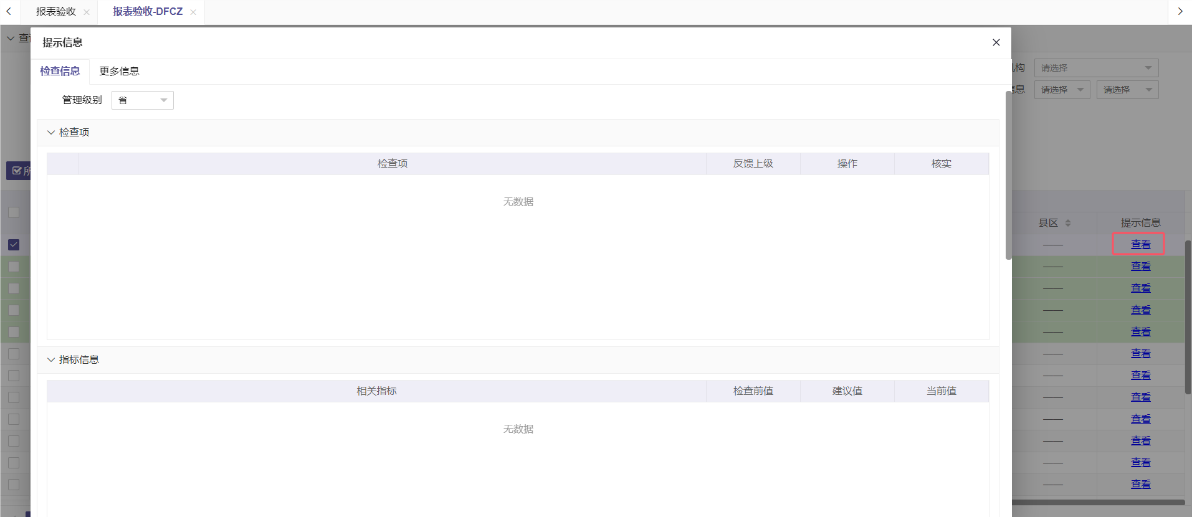 报表验收
报表验收-DFCZ
提示信息
检查信息 更多信息
请选择
管理级别 省
请选择 请选择
检查项
检查项 反馈上级 操作 核实
无数据
县区 提示信息
查看
查看
查看
查看
查看
指标信息
查看
查看
相关指标 检查前值 建议值 当前值
查看
查看
无数据
查看
查看
查看